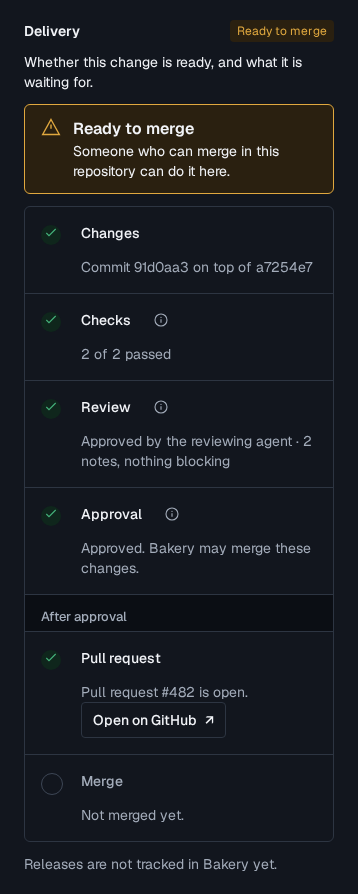 Delivery
Ready to merge
Whether this change is ready, and what it is
waiting for.
Ready to merge
Someone who can merge in this
repository can do it here.
Changes
Commit 91d0aa3 on top of a7254e7
Checks
2 of 2 passed
Review
Approved by the reviewing agent · 2
notes, nothing blocking
Approval
Approved. Bakery may merge these
changes.
After approval
Pull request
Pull request #482 is open.
Open on GitHub ↗
Merge
Not merged yet.
Releases are not tracked in Bakery yet.